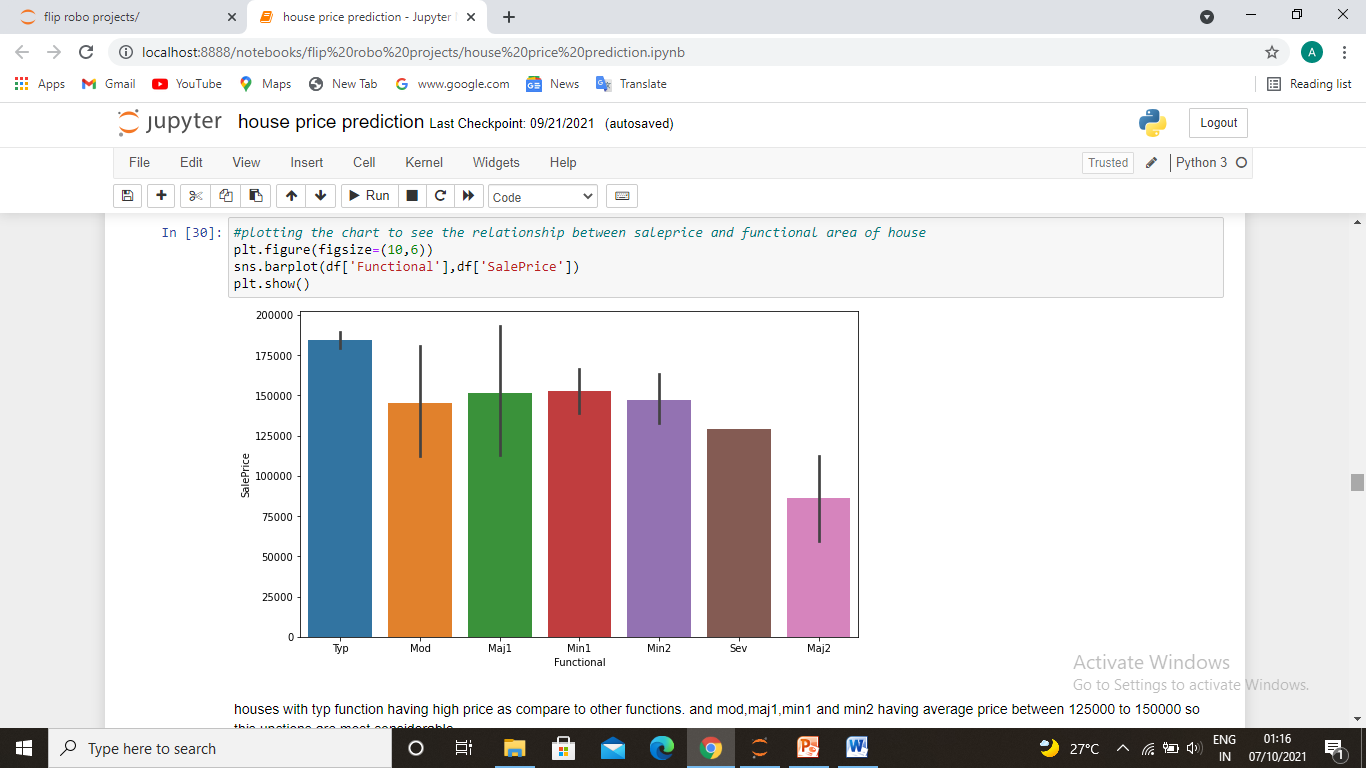 flip robo projects/
house price prediction - Jupyter
localhost:8888/notebooks/flip%20robo%20projects/house%20price%20prediction.ipynb
A
Apps Gmail YouTube Maps New Tab www.google.com News Translate Reading list
jupyter house price prediction Last Checkpoint: 09/21/2021 (autosaved) Logout
File Edit View Insert Cell Kernel Widgets Help Trusted Python 3
Run Code
In [30]: #plotting the chart to see the relationship between saleprice and functional area of house
plt.figure(figsize=(10,6))
sns.barplot(df['Functional'],df['SalePrice'])
plt.show()
200000
175000
150000
125000
100000
75000
50000
25000
0
SalePrice
Typ Mod Maj1 Min1 Min2 Sev Maj2
Functional
Activate Windows
Go to Settings to activate Windows.
houses with typ function having high price as compare to other functions. and mod,maj1,min1 and min2 having average price between 125000 to 150000 so
Type here to search
27°C
ENG
IN
01:16
07/10/2021
1